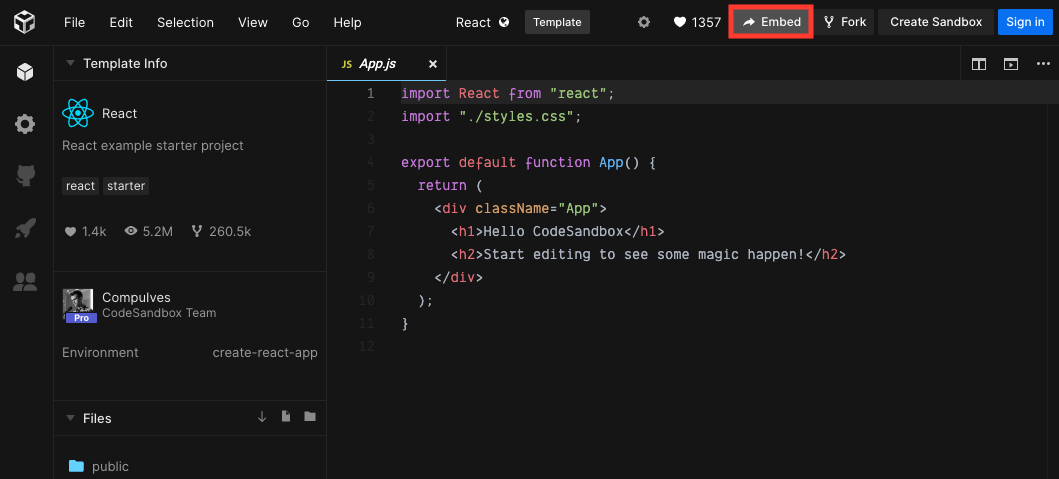 File Edit Selection View Go Help React Template 1357 Embed Fork Create Sandbox Sign in
Template Info
React
React example starter project
react starter
1.4k 5.2M 260.5k
Compulves
Pro
CodeSandbox Team
Environment create-react-app
Files
public
JS App.js ×
1 import React from "react";
2 import "./styles.css";
3
4 export default function App() {
5 return (
6 <div className="App">
7 <h1>Hello CodeSandbox</h1>
8 <h2>Start editing to see some magic happen!</h2>
9 </div>
10 );
11 }
12